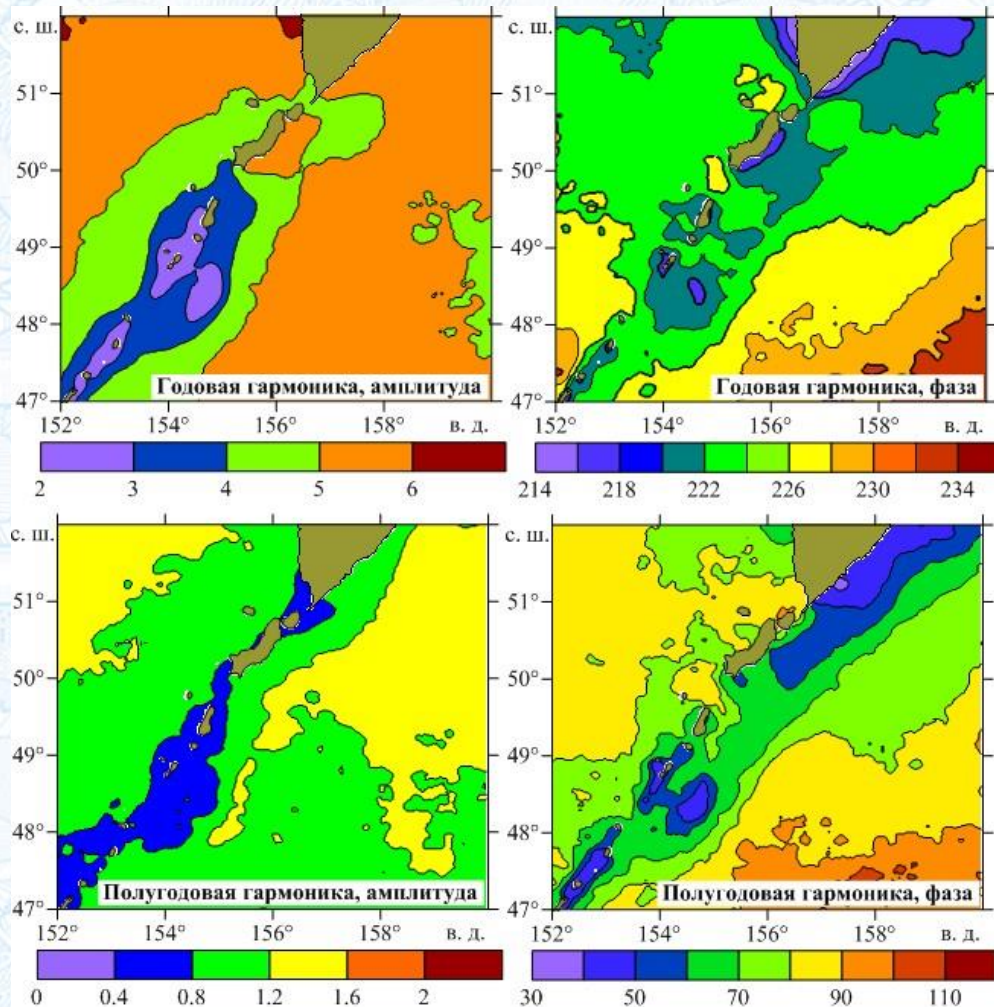 с. ш.
51°
50°
49°
48°
47°
Годовая гармоника, амплитуда
152° 154° 156° 158° в. д.
2 3 4 5 6
с. ш.
51°
50°
49°
48°
47°
Годовая гармоника, фаза
152° 154° 156° 158° в. д.
214 218 222 226 230 234
с. ш.
51°
50°
49°
48°
47°
Полугодовая гармоника, амплитуда
152° 154° 156° 158° в. д.
0 0.4 0.8 1.2 1.6 2
с. ш.
51°
50°
49°
48°
47°
Полугодовая гармоника, фаза
152° 154° 156° 158° в. д.
30 50 70 90 110